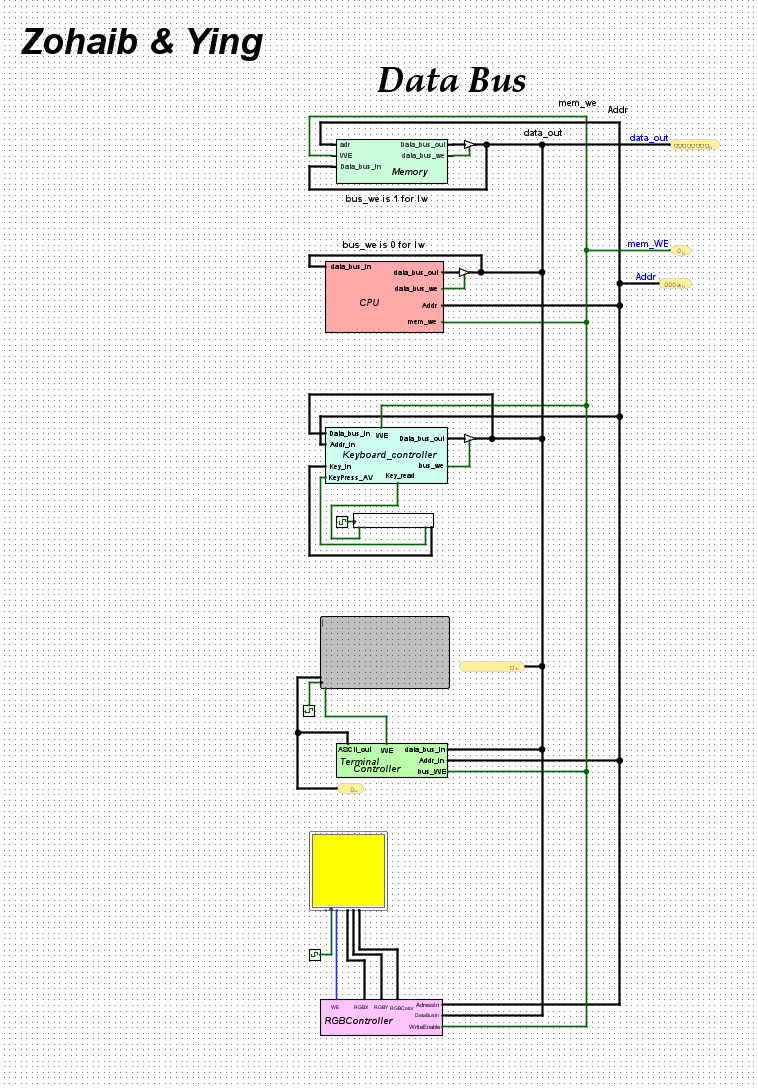 Zohaib & Ying
Data Bus
mem_we
Addr
data_out
data_out
adr
Data_bus_out
WE
data_bus_we
Data_bus_in
Memory
bus_we is 1 for lw
bus_we is 0 for lw
mem_WE
data_bus_in
data_bus_out
Addr
data_bus_we
CPU
Addr
mem_we
Data_bus_in
WE
Data_bus_out
Addr_in
Keyboard_controller
Key_in
bus_we
KeyPress_AV
Key_read
ASCII_out
WE
data_bus_in
Terminal
Addr_in
Controller
bus_WE
WE
RGBX
RGBY
RGBColor
AdressIn
DataBusIn
RGBController
WriteEnable